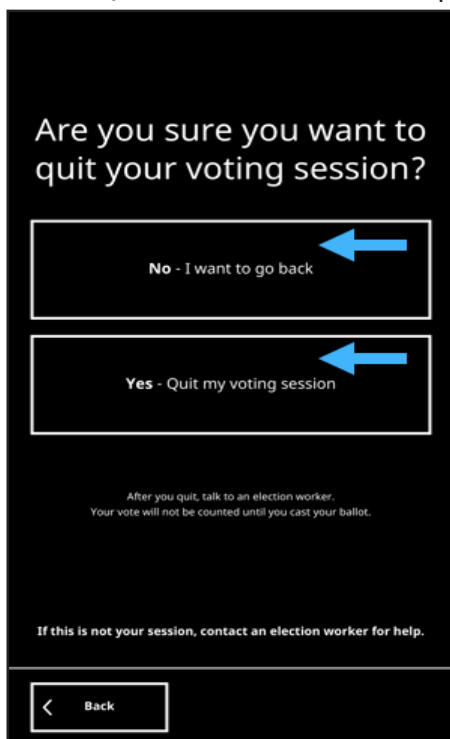 Are you sure you want to
quit your voting session?
No - I want to go back
Yes - Quit my voting session
After you quit, talk to an election worker.
Your vote will not be counted until you cast your ballot.
If this is not your session, contact an election worker for help.
Back